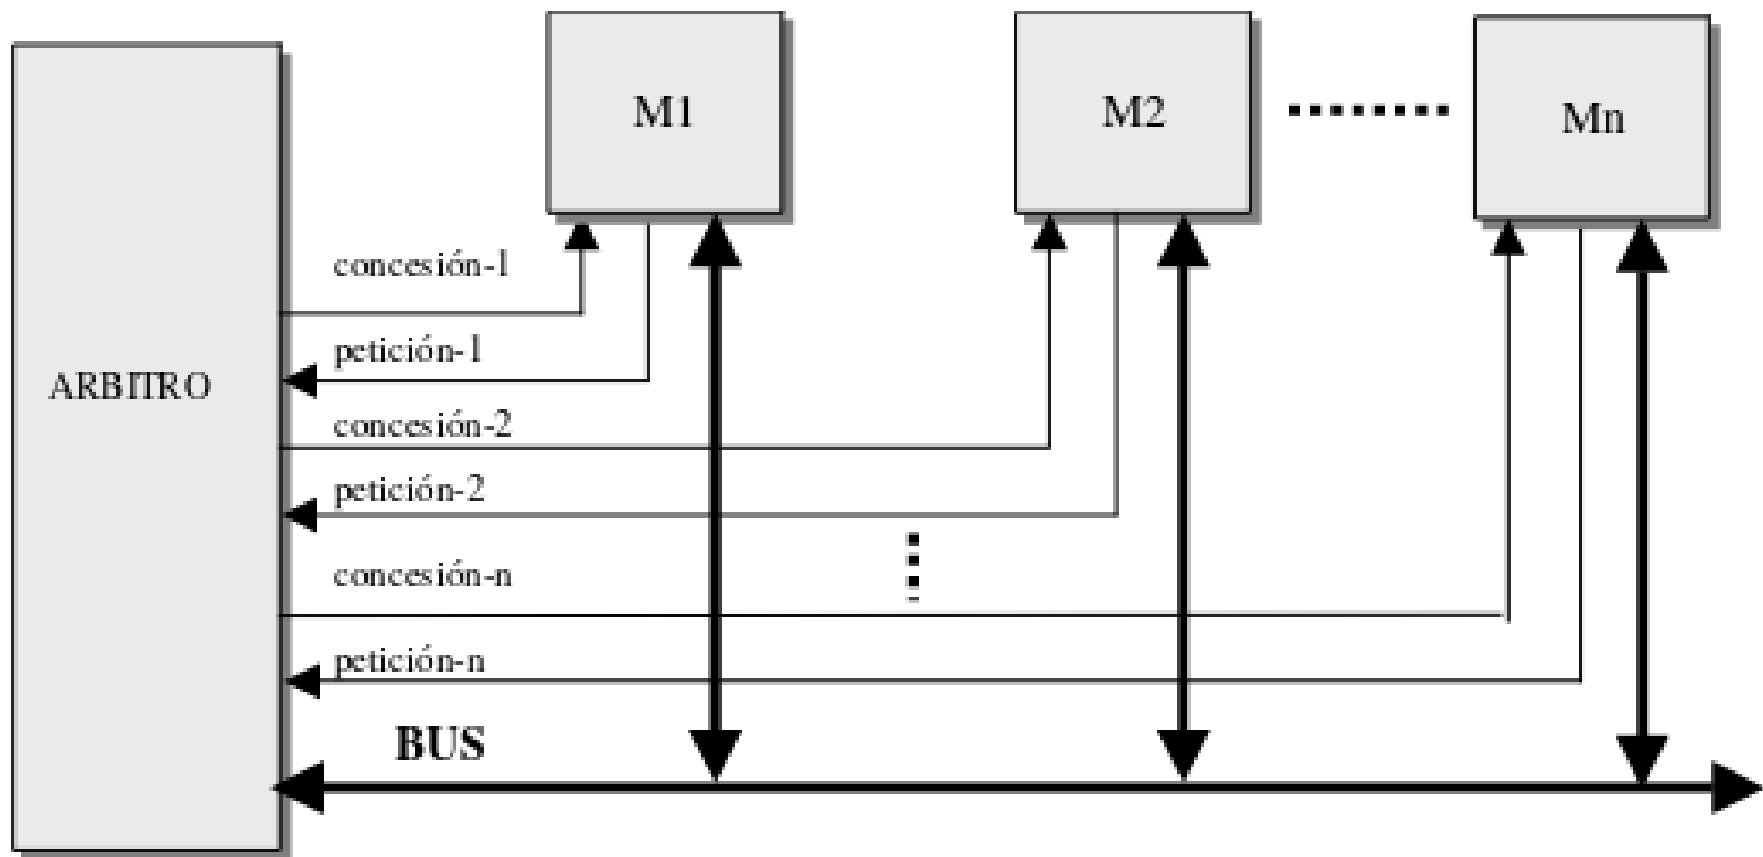 M1
M2
Mn
concesión-1
petición-1
ARBITRO
concesión-2
petición-2
concesión-n
petición-n
BUS